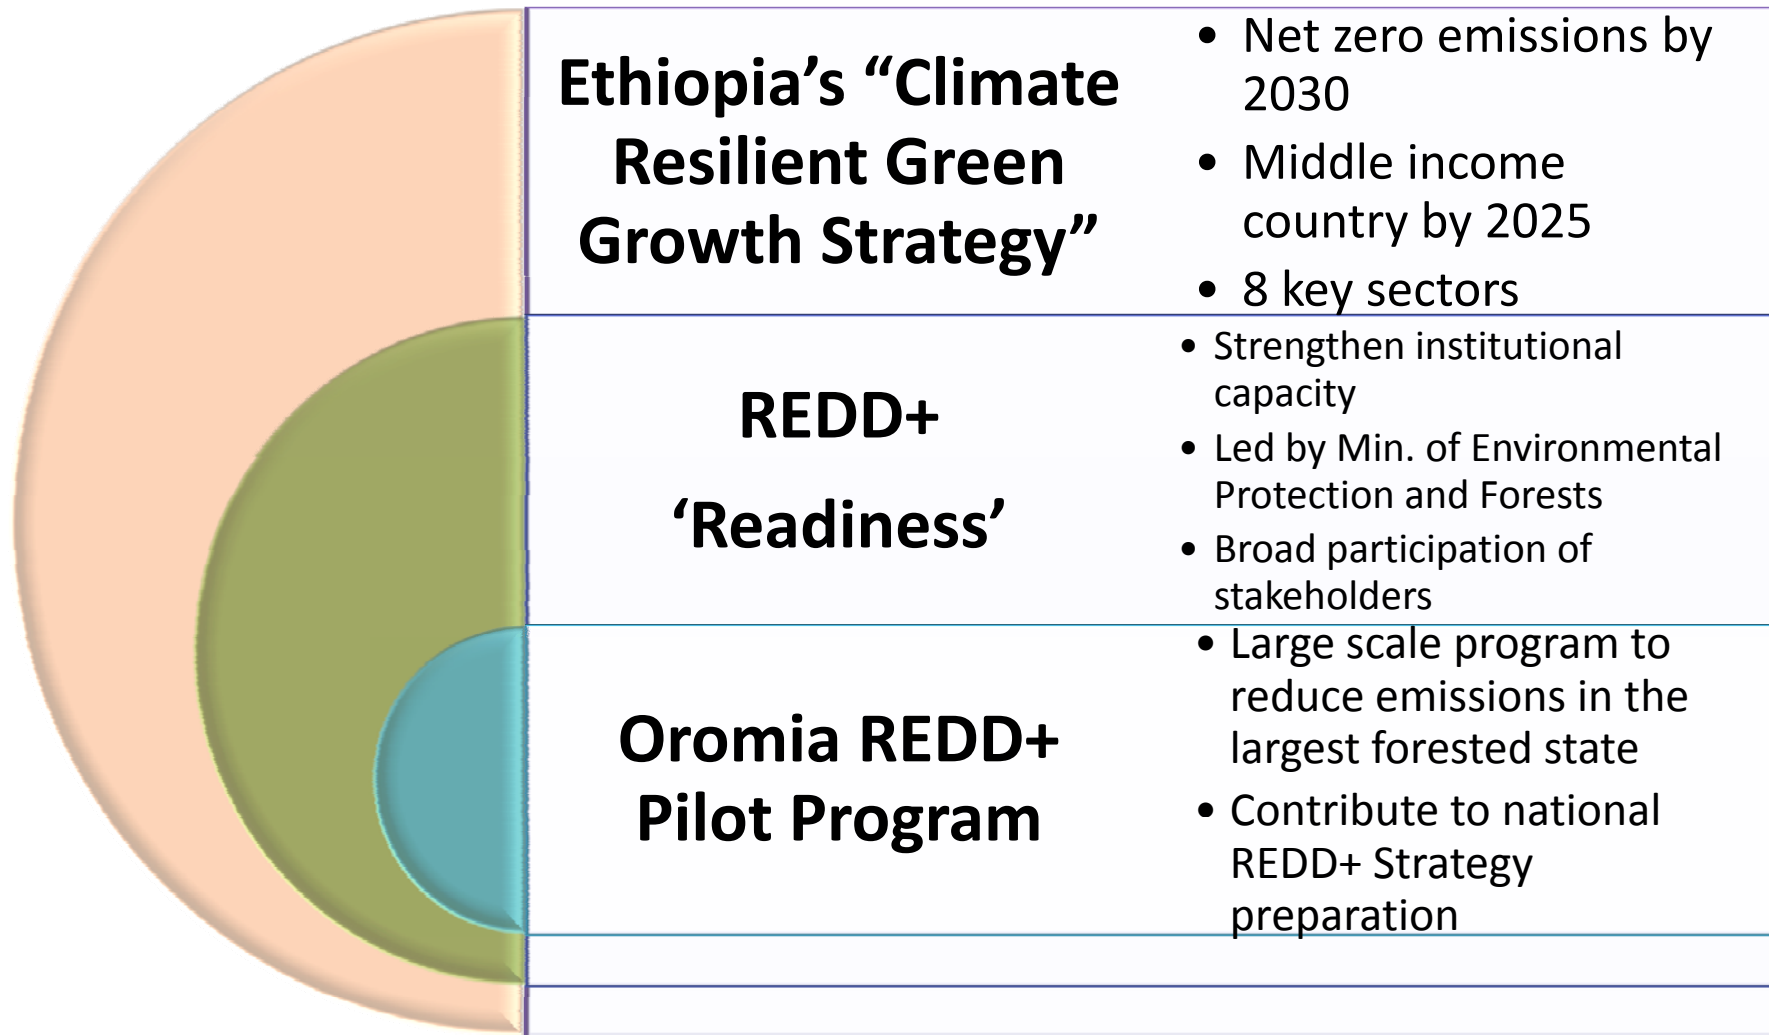 Ethiopia’s “Climate
Resilient Green
Growth Strategy”
• Net zero emissions by
2030
• Middle income
country by 2025
• 8 key sectors
REDD+
‘Readiness’
• Strengthen institutional
capacity
• Led by Min. of Environmental
Protection and Forests
• Broad participation of
stakeholders
Oromia REDD+
Pilot Program
• Large scale program to
reduce emissions in the
largest forested state
• Contribute to national
REDD+ Strategy
preparation